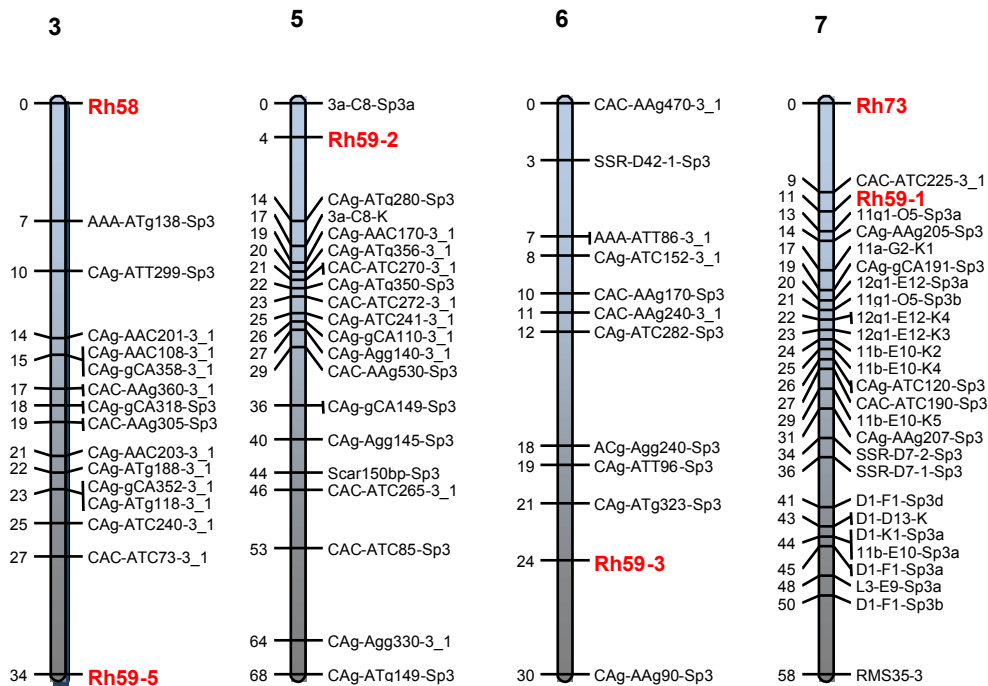 3
0 Rh58
7 AAA-ATg138-Sp3
10 CAg-ATT299-Sp3
14 CAg-AAC201-3_1
15 CAg-AAC108-3_1
CAg-gCA358-3_1
17 CAC-AAg360-3_1
18 CAg-gCA318-Sp3
19 CAC-AAg305-Sp3
21 CAg-AAC203-3_1
22 CAg-ATg188-3_1
23 CAg-gCA352-3_1
CAg-ATg118-3_1
25 CAg-ATC240-3_1
27 CAC-ATC73-3_1
34 Rh59-5
5
0 3a-C8-Sp3a
4 Rh59-2
14 CAg-ATg280-Sp3
17 3a-C8-K
19 CAg-AAC170-3_1
20 CAg-ATg356-3_1
21 CAC-ATC270-3_1
22 CAg-ATg350-Sp3
23 CAC-ATC272-3_1
25 CAg-ATC241-3_1
26 CAg-gCA110-3_1
27 CAg-Agg140-3_1
29 CAC-AAg530-Sp3
36 CAg-gCA149-Sp3
40 CAg-Agg145-Sp3
44 Scar150bp-Sp3
46 CAC-ATC265-3_1
53 CAC-ATC85-Sp3
64 CAg-Agg330-3_1
68 CAg-ATg149-Sp3
6
0 CAC-AAg470-3_1
3 SSR-D42-1-Sp3
7 AAA-ATT86-3_1
8 CAg-ATC152-3_1
10 CAC-AAg170-Sp3
11 CAC-AAg240-3_1
12 CAg-ATC282-Sp3
18 ACg-Agg240-Sp3
19 CAg-ATT96-Sp3
21 CAg-ATg323-Sp3
24 Rh59-3
30 CAg-AAg90-Sp3
7
0 Rh73
9 CAC-ATC225-3_1
11 Rh59-1
13 11g1-O5-Sp3a
14 CAg-AAg205-Sp3
17 11a-G2-K1
19 CAg-gCA191-Sp3
20 12g1-E12-Sp3a
21 11g1-O5-Sp3b
22 12g1-E12-K4
23 12g1-E12-K3
24 11b-E10-K2
25 11b-E10-K4
26 CAg-ATC120-Sp3
27 CAC-ATC190-Sp3
29 11b-E10-K5
31 CAg-AAg207-Sp3
34 SSR-D7-2-Sp3
36 SSR-D7-1-Sp3
41 D1-F1-Sp3d
43 D1-D13-K
44 D1-K1-Sp3a
11b-E10-Sp3a
45 D1-F1-Sp3a
48 L3-E9-Sp3a
50 D1-F1-Sp3b
58 RMS35-3